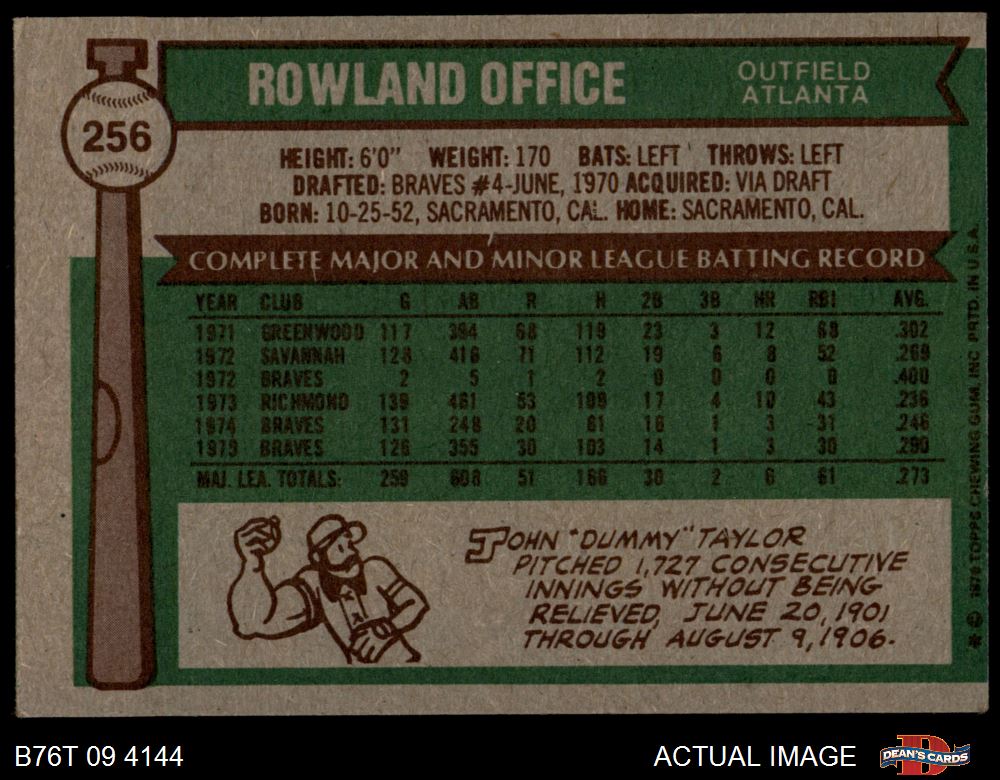 256
ROWLAND OFFICE
OUTFIELD
ATLANTA
HEIGHT: 6'0" WEIGHT: 170 BATS: LEFT THROWS: LEFT
DRAFTED: BRAVES #4-JUNE, 1970 ACQUIRED: VIA DRAFT
BORN: 10-25-52, SACRAMENTO, CAL. HOME: SACRAMENTO, CAL.
COMPLETE MAJOR AND MINOR LEAGUE BATTING RECORD
YEAR CLUB G AB R H 2B 3B HR RBI AVG.
1971 GREENWOOD 117 394 68 119 23 3 12 68 .302
1972 SAVANNAH 128 416 71 112 19 6 8 52 .269
1972 BRAVES 2 5 1 2 0 0 0 0 .400
1973 RICHMOND 139 461 53 109 17 4 10 43 .236
1974 BRAVES 131 248 20 61 16 1 3 31 .246
1975 BRAVES 126 355 30 103 14 1 3 30 .290
MAJ. LEA. TOTALS: 259 608 51 166 30 2 6 61 .273
JOHN "DUMMY" TAYLOR
PITCHED 1,727 CONSECUTIVE
INNINGS WITHOUT BEING
RELIEVED, JUNE 20, 1901
THROUGH AUGUST 9, 1906.
* © 1976 TOPPS CHEWING GUM, INC. PRTD. IN U.S.A.
B76T 09 4144
ACTUAL IMAGE
DEAN'S CARDS